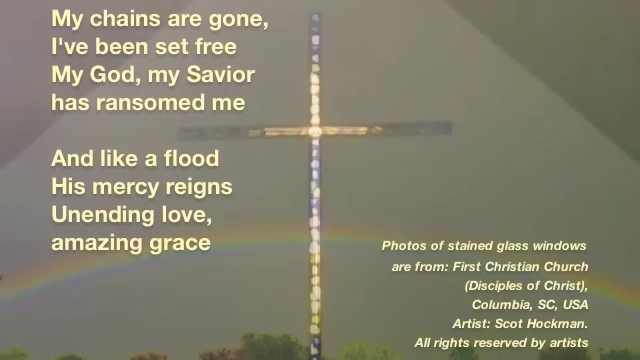 My chains are gone,
I've been set free
My God, my Savior
has ransomed me
And like a flood
His mercy reigns
Unending love,
amazing grace
Photos of stained glass windows
are from: First Christian Church
(Disciples of Christ),
Columbia, SC, USA
Artist: Scot Hockman.
All rights reserved by artists